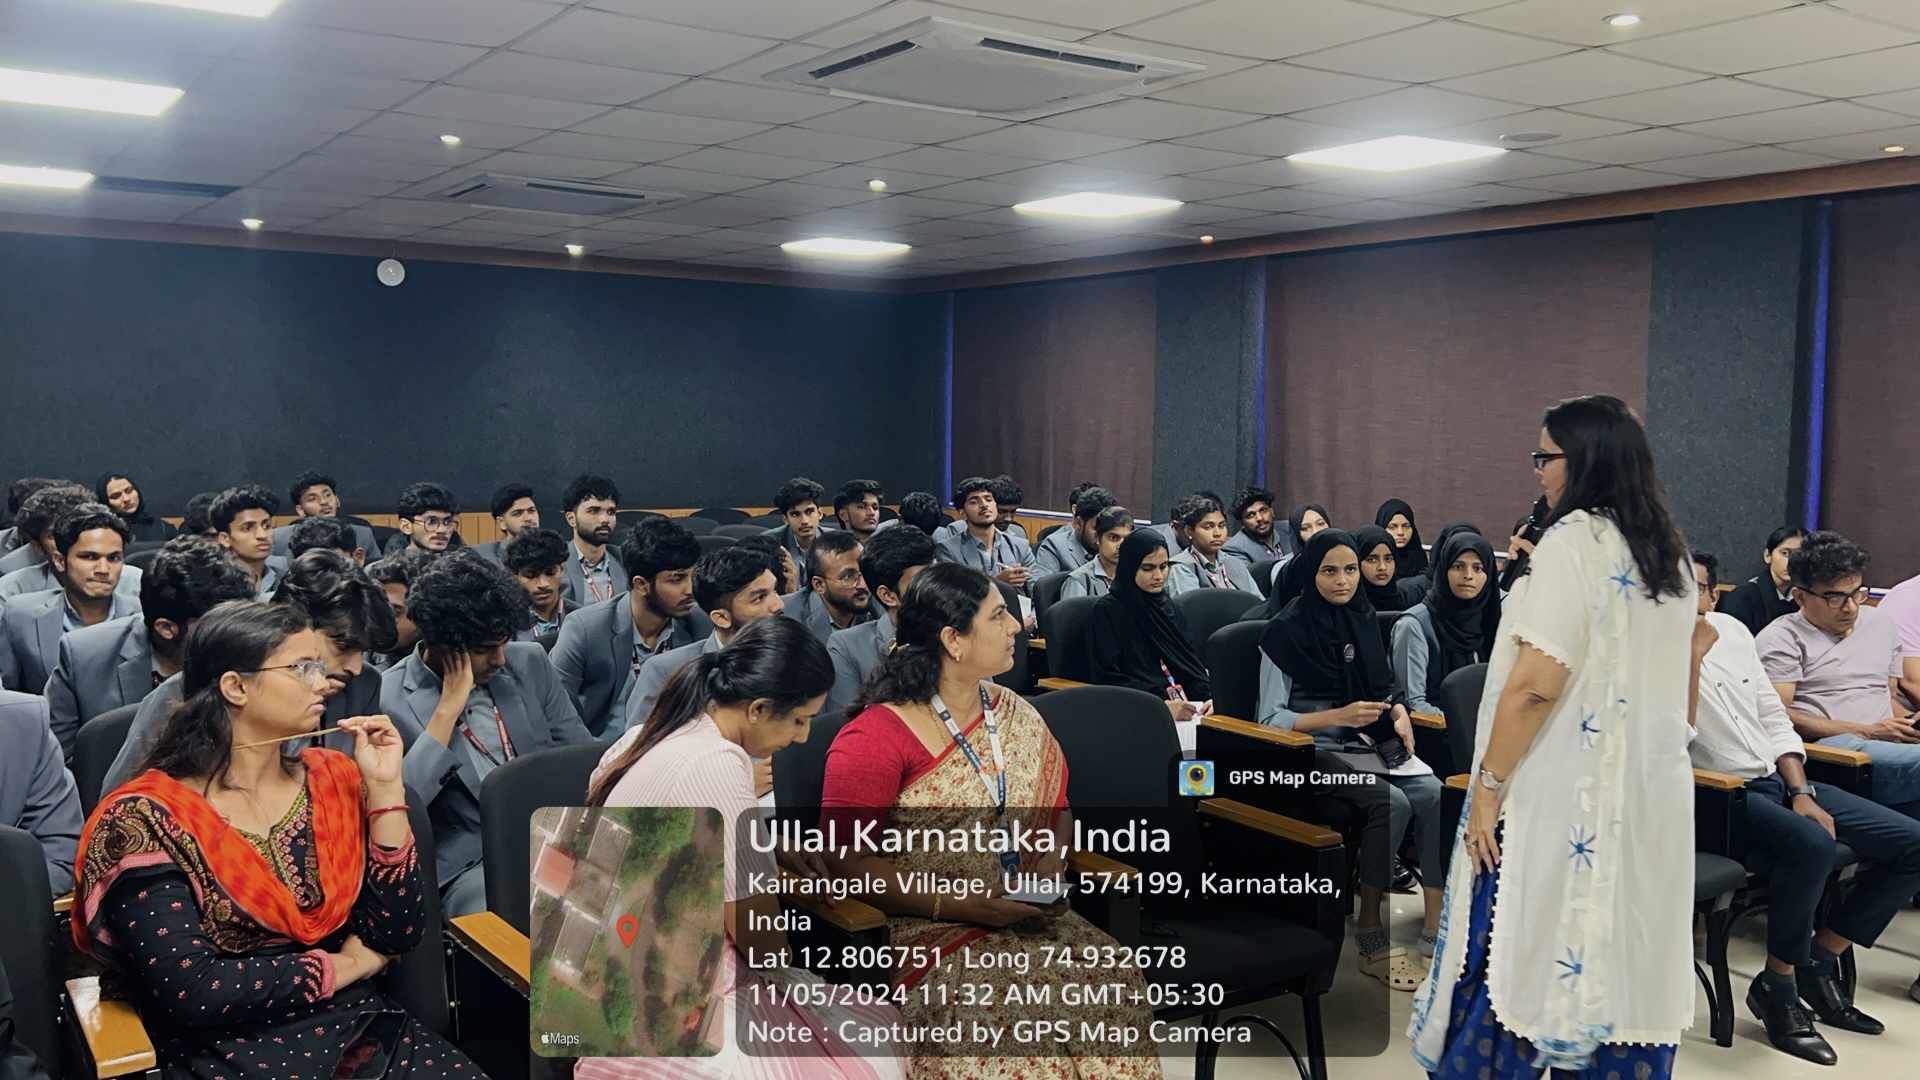 GPS Map Camera
Ullal,Karnataka,India
Kairangale Village, Ullal, 574199, Karnataka,
India
Lat 12.806751, Long 74.932678
11/05/2024 11:32 AM GMT+05:30
Note : Captured by GPS Map Camera
Maps